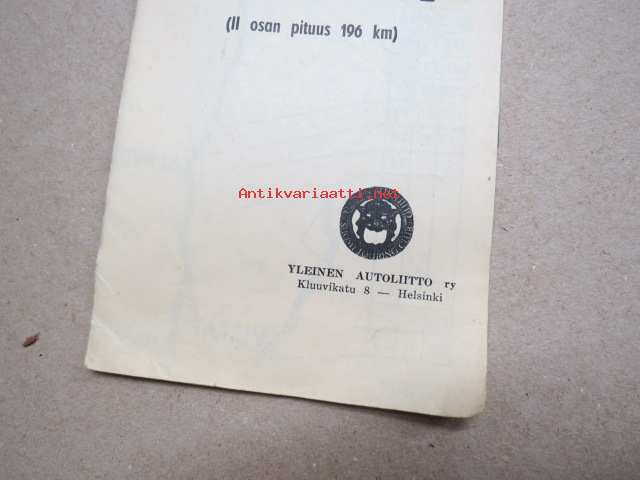 (II osan pituus 196 km)
Antikvariaatti.net
YLEINEN AUTOLIITTO ry
Kluuvikatu 8 — Helsinki